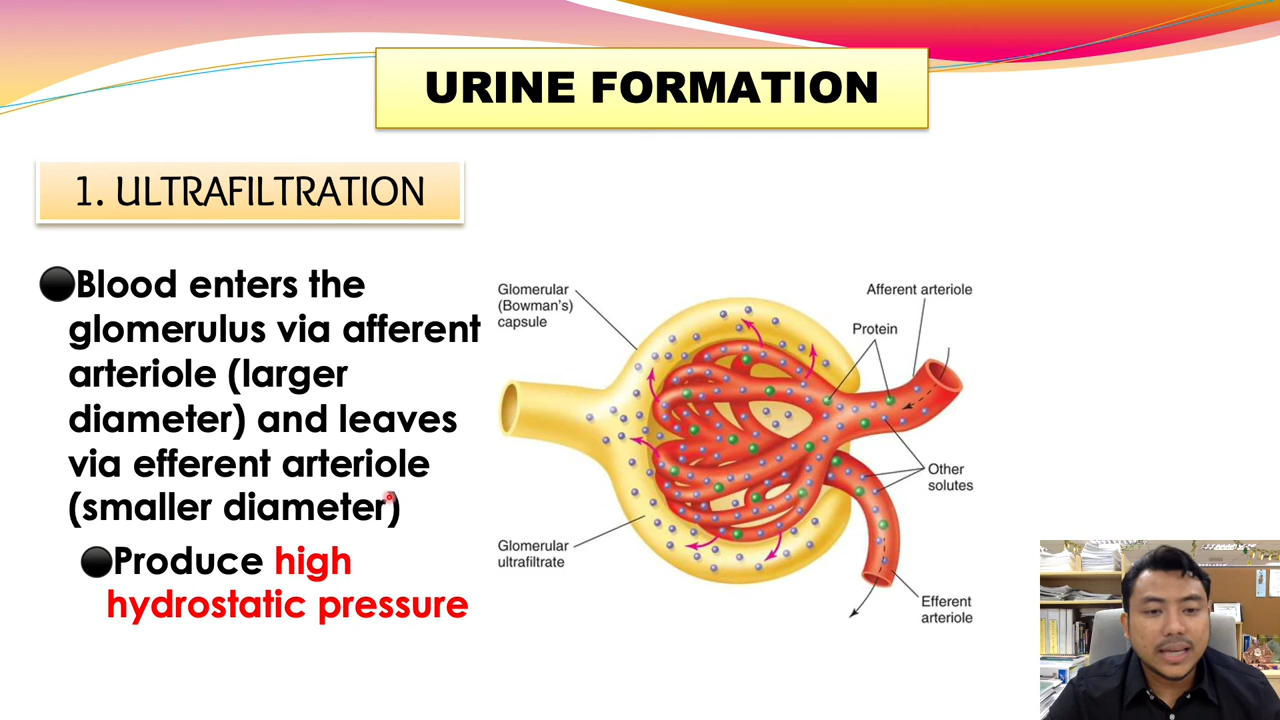 URINE FORMATION
1. ULTRAFILTRATION
Blood enters the
glomerulus via afferent
arteriole (larger
diameter) and leaves
via efferent arteriole
(smaller diameter)
Produce high
hydrostatic pressure
Glomerular
(Bowman's)
capsule
Afferent arteriole
Protein
Other
solutes
Glomerular
ultrafiltrate
Efferent
arteriole